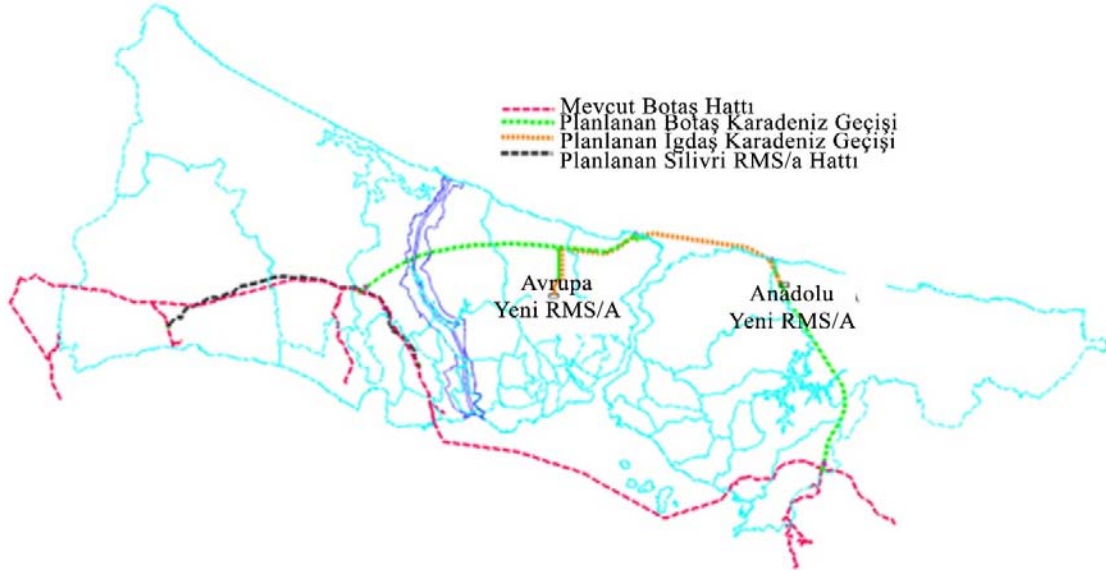 Mevcut Botaş Hattı
Planlanan Botaş Karadeniz Geçişi
Planlanan İgdaş Karadeniz Geçişi
Planlanan Silivri RMS/a Hattı
Avrupa
Yeni RMS/A
Anadolu
Yeni RMS/A